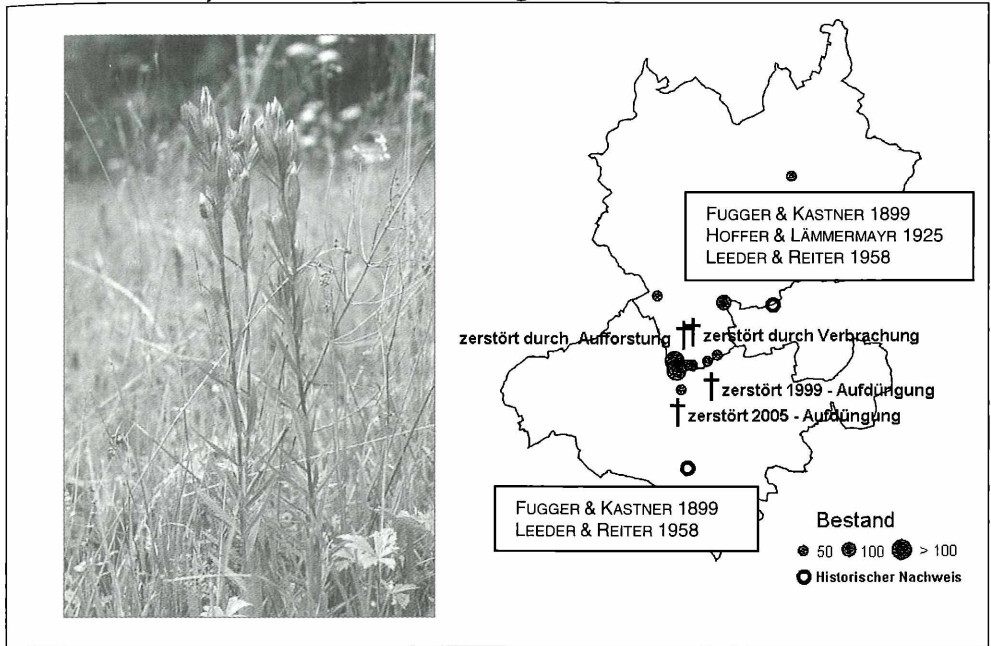 FUGGER & KASTNER 1899
HOFFER & LÄMMERMAYR 1925
LEEDER & REITER 1958
zerstört durch Aufforstung
zerstört durch Verbrachung
zerstört 1999 - Aufdüngung
zerstört 2005 - Aufdüngung
FUGGER & KASTNER 1899
LEEDER & REITER 1958
Bestand
50 100 > 100
Historischer Nachweis